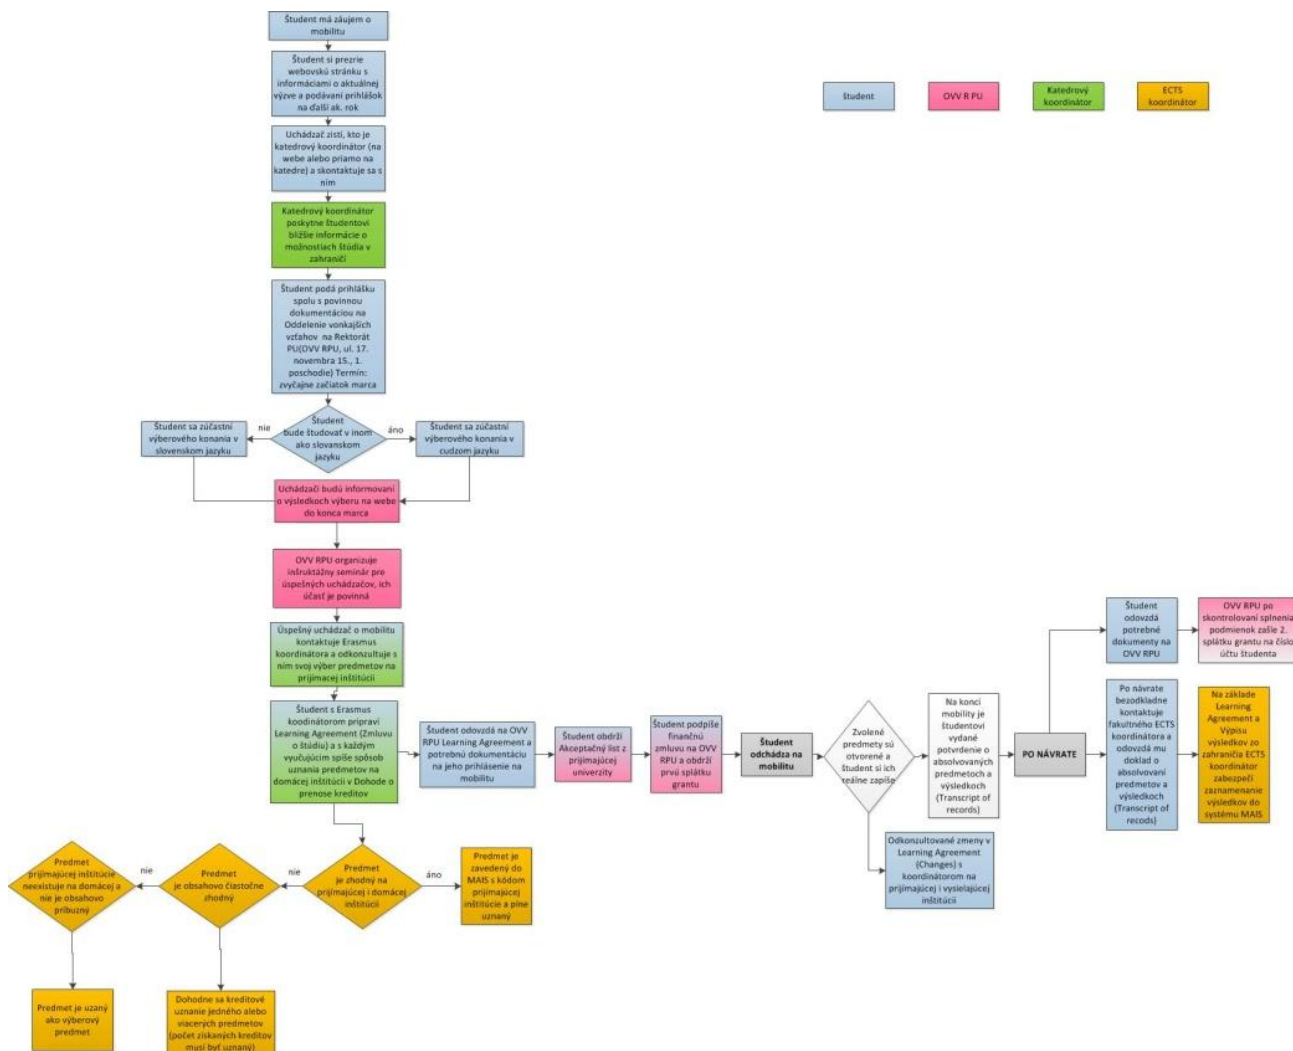 Študent má záujem o
mobilitu
Študent si prezrie
webovskú stránku s
informáciami o aktuálnej
výzve a podávaní prihlášok
na ďalší ak. rok
študent
OVV R PU
Katedrový
koordinátor
ECTS
koordinátor
Uchádzač zistí, kto je
katedrový koordinátor (na
webe alebo priamo na
katedre) a skontaktuje sa s
ním
Katedrový koordinátor
poskytne študentovi
bližšie informácie o
možnostiach štúdia v
zahraničí
Študent podá prihlášku
spolu s povinnou
dokumentáciou na
Oddelenie vonkajších
vzťahov na Rektorát
PU(OVV RPU, ul. 17.
novembra 15., 1.
poschodie) Termín:
zvyčajne začiatok marca
Študent
bude študovať v inom
ako slovanskom
jazyku
nie
áno
Študent sa zúčastní
výberového konania v
slovenskom jazyku
Študent sa zúčastní
výberového konania v
cudzom jazyku
Uchádzači budú informovaní
o výsledkoch výberu na webe
do konca marca
OVV RPU organizuje
inšruktážny seminár pre
úspešných uchádzačov, ich
účasť je povinná
Úspešný uchádzač o mobilitu
kontaktuje Erasmus
koordinátora a odkonzultuje s
ním svoj výber predmetov na
prijímacej inštitúcii
Študent s Erasmus
koodinátorom pripraví
Learning Agreement (Zmluvu
o štúdiu) a s každým
vyučujúcim spíše spôsob
uznania predmetov na
domácej inštitúcii v Dohode o
prenose kreditov
Študent odovzdá na OVV
RPU Learning Agreement a
potrebnú dokumentáciu
na jeho prihlásenie na
mobilitu
Študent obdrží
Akceptačný list z
prijímajúcej
univerzity
Študent podpíše
finančnú
zmluvu na OVV
RPU a obdrží
prvú splátku
grantu
Študent
odchádza na
mobilitu
Zvolené
predmety sú
otvorené a
študent si ich
reálne zapíše
Na konci
mobility je
študentovi
vydané
potvrdenie o
absolvovaných
predmetoch a
výsledkoch
(Transcript of
records)
PO NÁVRATE
Študent
odovzdá
potrebné
dokumenty na
OVV RPU
OVV RPU po
skontrolovaní splnenia
podmienok zašle 2.
splátku grantu na číslo
účtu študenta
Po návrate
bezodkladne
kontaktuje
fakultného ECTS
koordinátora a
odovzdá mu
doklad o
absolvovaní
predmetov a
výsledkoch
(Transcript of
recods)
Na základe
Learning
Agreement a
Výpisu
výsledkov zo
zahraničia ECTS
koordinátor
zabezpečí
zaznamenanie
výsledkov do
systému MAIS
Odkonzultované zmeny v
Learning Agreement
(Changes) s
koordinátorom na
prijímajúcej i vysielajúcej
inštitúcii
Predmet
prijímajúcej inštitúcie
neexistuje na domácej a
nie je obsahovo
príbuzný
nie
Predmet
je obsahovo čiastočne
zhodný
nie
Predmet
je zhodný na
prijímajúcej i domácej
inštitúcii
áno
Predmet je
zavedený do
MAIS s kódom
prijímajúcej
inštitúcie a plne
uznaný
Predmet je uzaný
ako výberový
predmet
Dohodne sa kreditové
uznanie jedného alebo
viacerých predmetov
(počet získaných kreditov
musí byť uznaný)